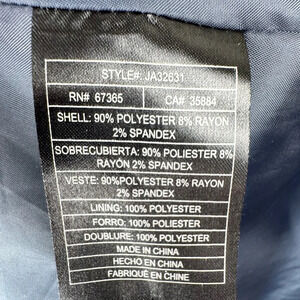 STYLE#: JA32631
RN# 67365 CA# 35884
SHELL: 90% POLYESTER 8% RAYON
2% SPANDEX
SOBRECUBIERTA: 90% POLIESTER 8%
RAYÓN 2% SPANDEX
VESTE: 90%POLYESTER 8% RAYON
2% SPANDEX
LINING: 100% POLYESTER
FORRO: 100% POLIESTER
DOUBLURE: 100% POLYESTER
MADE IN CHINA
HECHO EN CHINA
FABRIQUÉ EN CHINE